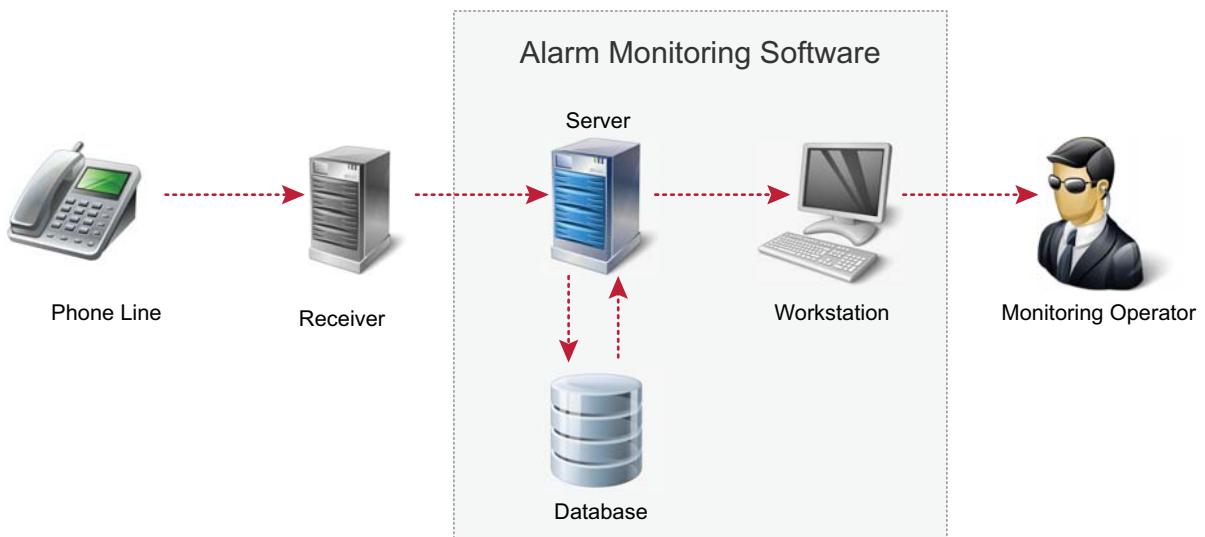 Alarm Monitoring Software
Server
Phone Line
Receiver
Workstation
Monitoring Operator
Database